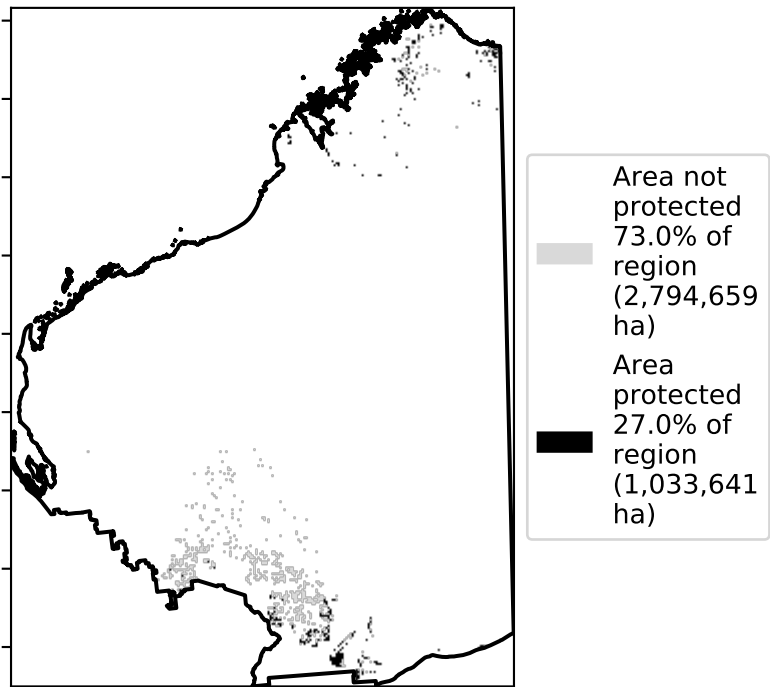 Area not
protected
73.0% of
region
(2,794,659
ha)
Area
protected
27.0% of
region
(1,033,641
ha)